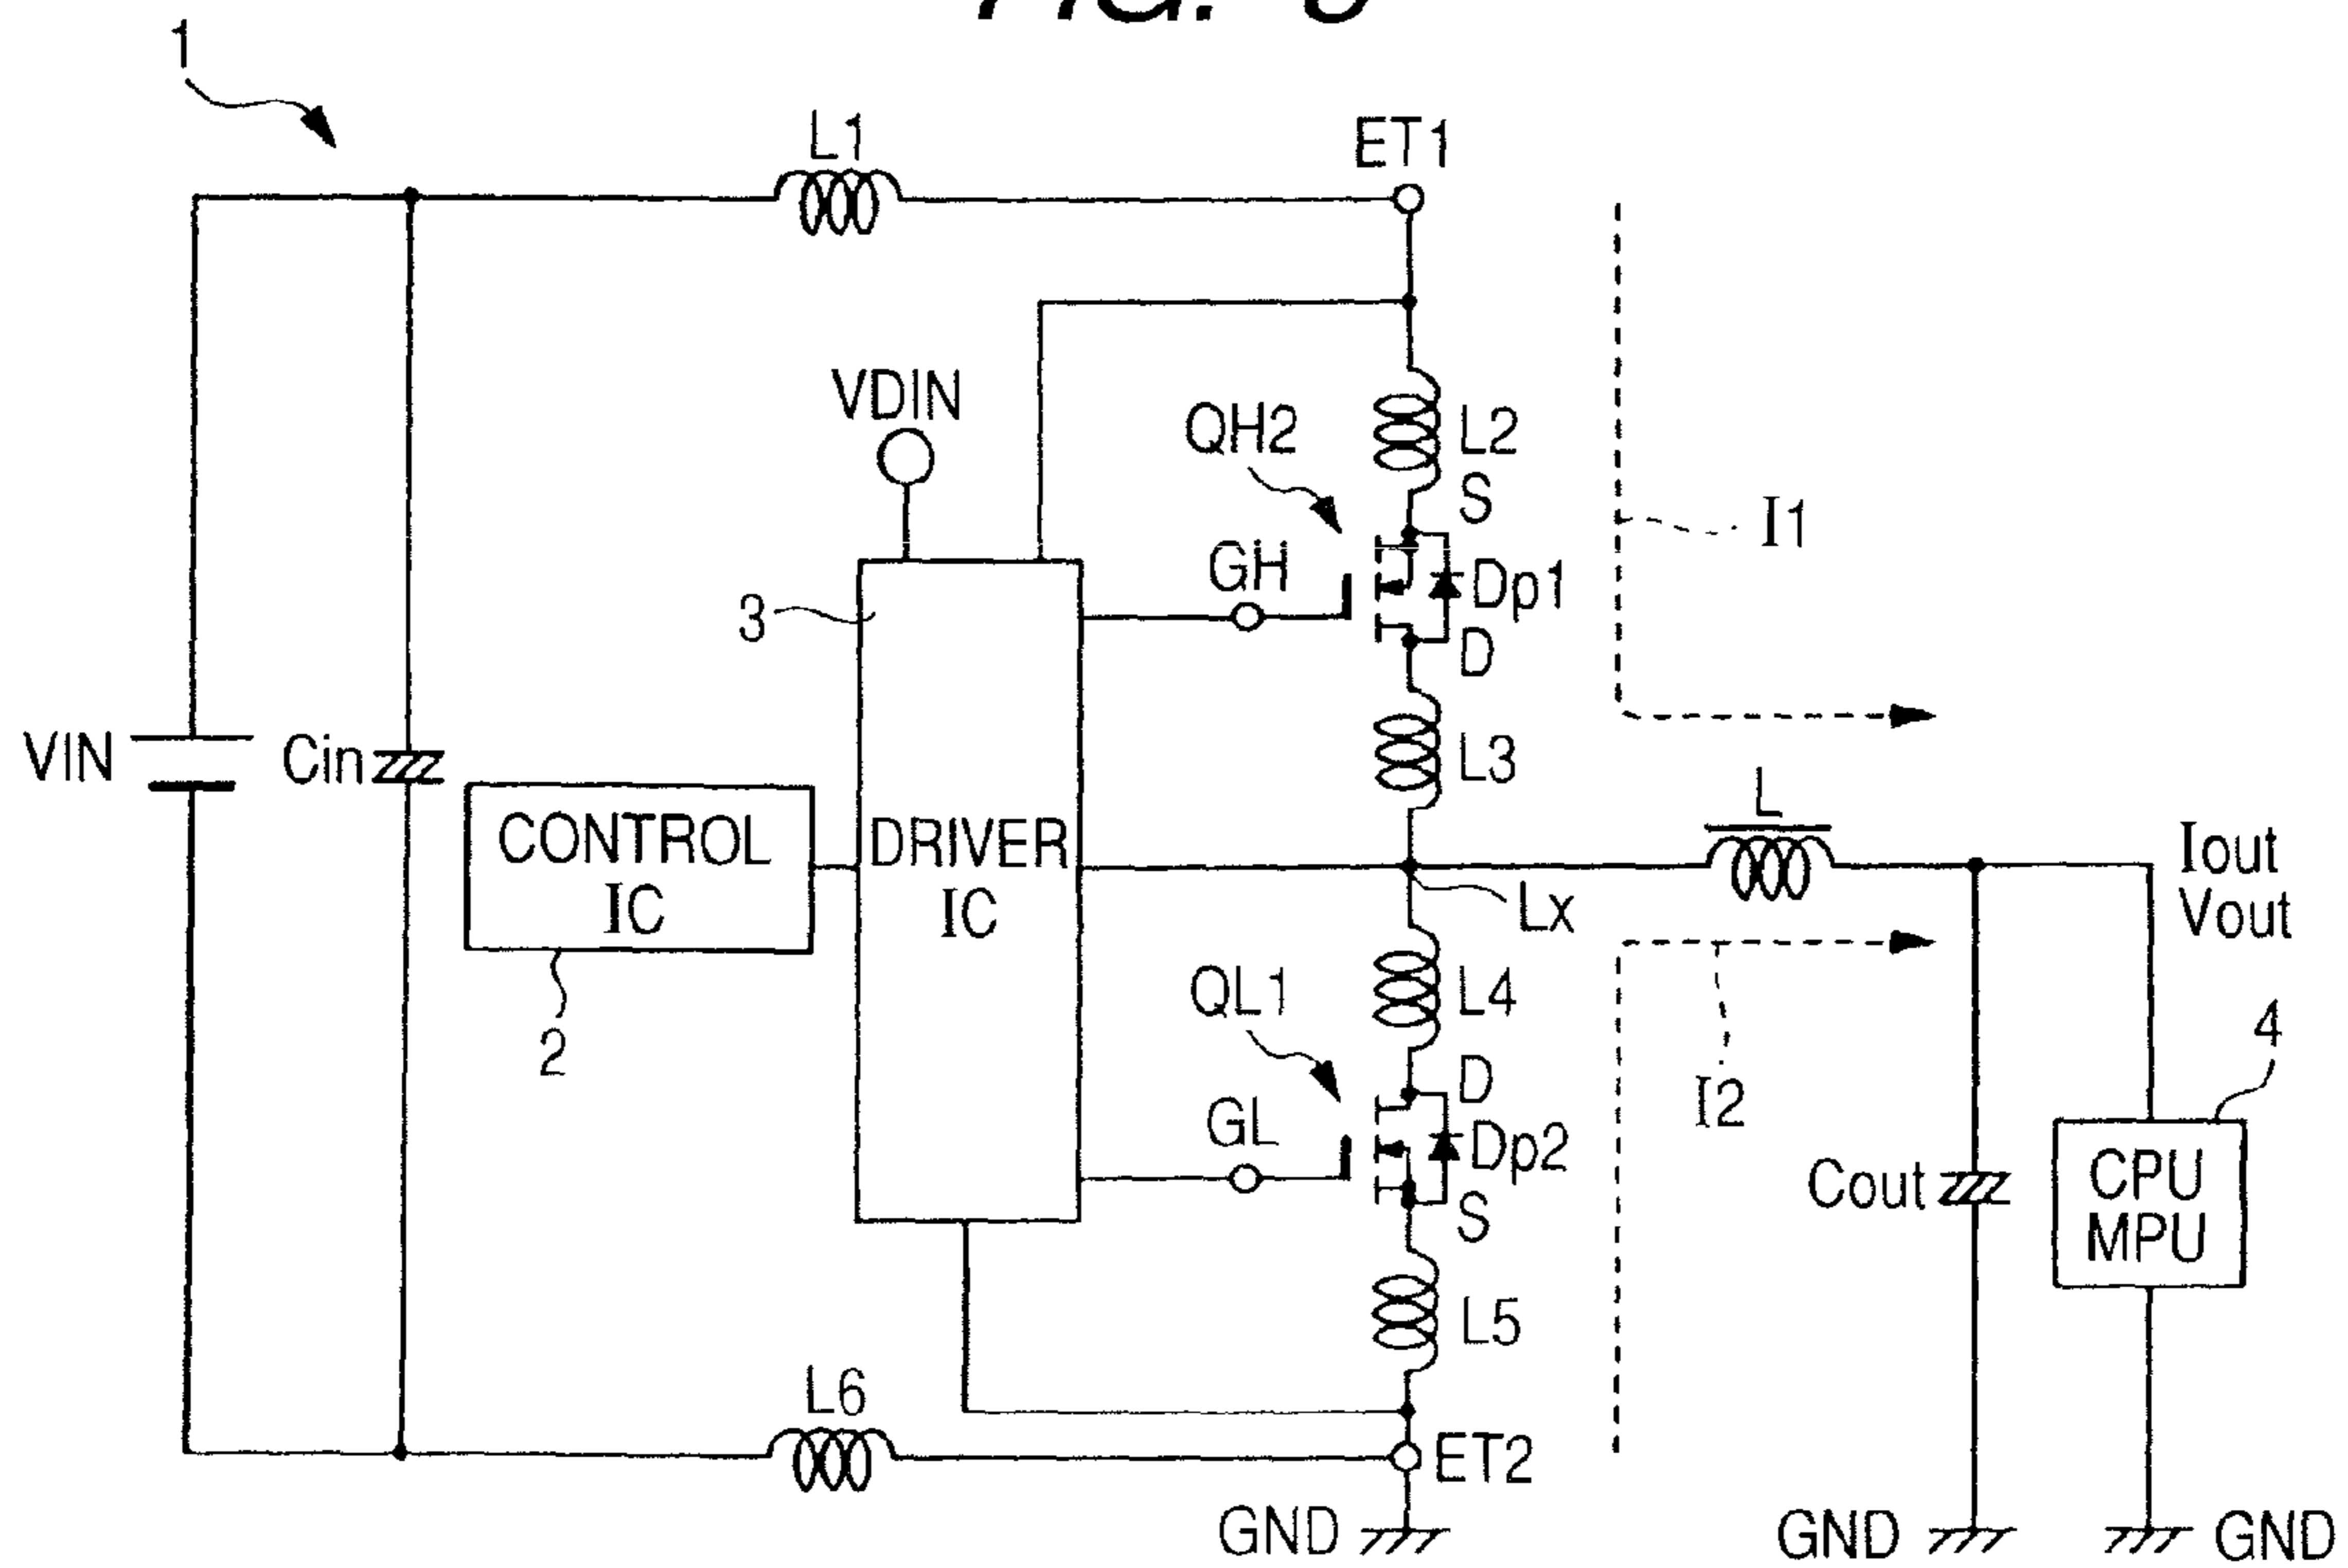 1
L1
ET1
VDIN
QH2
L2
S
I1
GH
Dp1
3
D
VIN
Cin
L3
L
CONTROL
IC
DRIVER
IC
Iout
Vout
Lx
2
QL1
L4
I2
4
D
GL
Dp2
CPU
MPU
Cout
S
L5
L6
ET2
GND
GND
GND